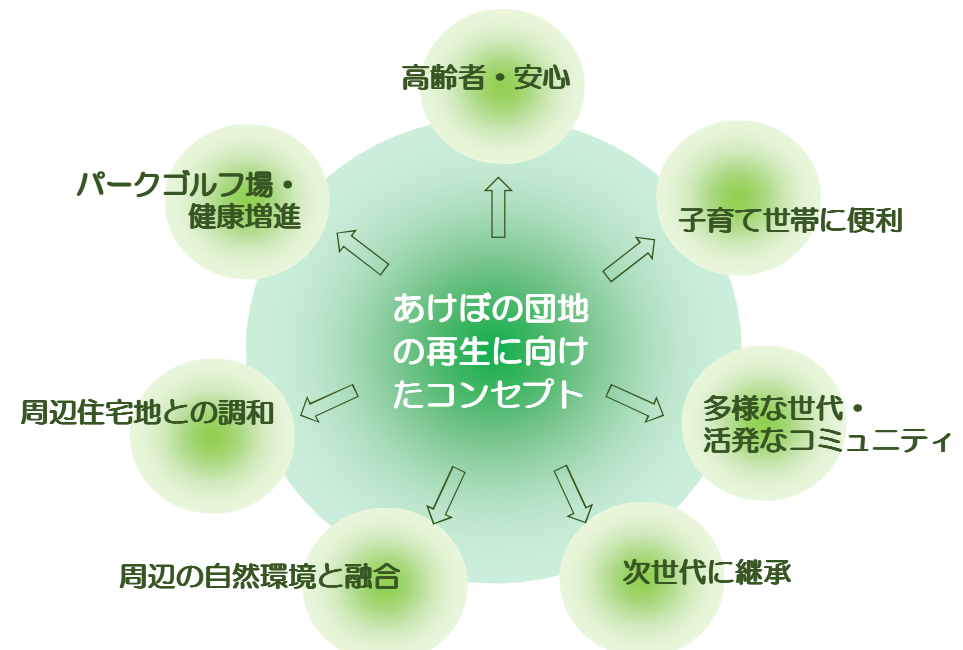 高齢者・安心
パークゴルフ場・
健康増進
子育て世帯に便利
あけぼの団地
の再生に向け
たコンセプト
周辺住宅地との調和
多様な世代・
活発なコミュニティ
周辺の自然環境と融合
次世代に継承